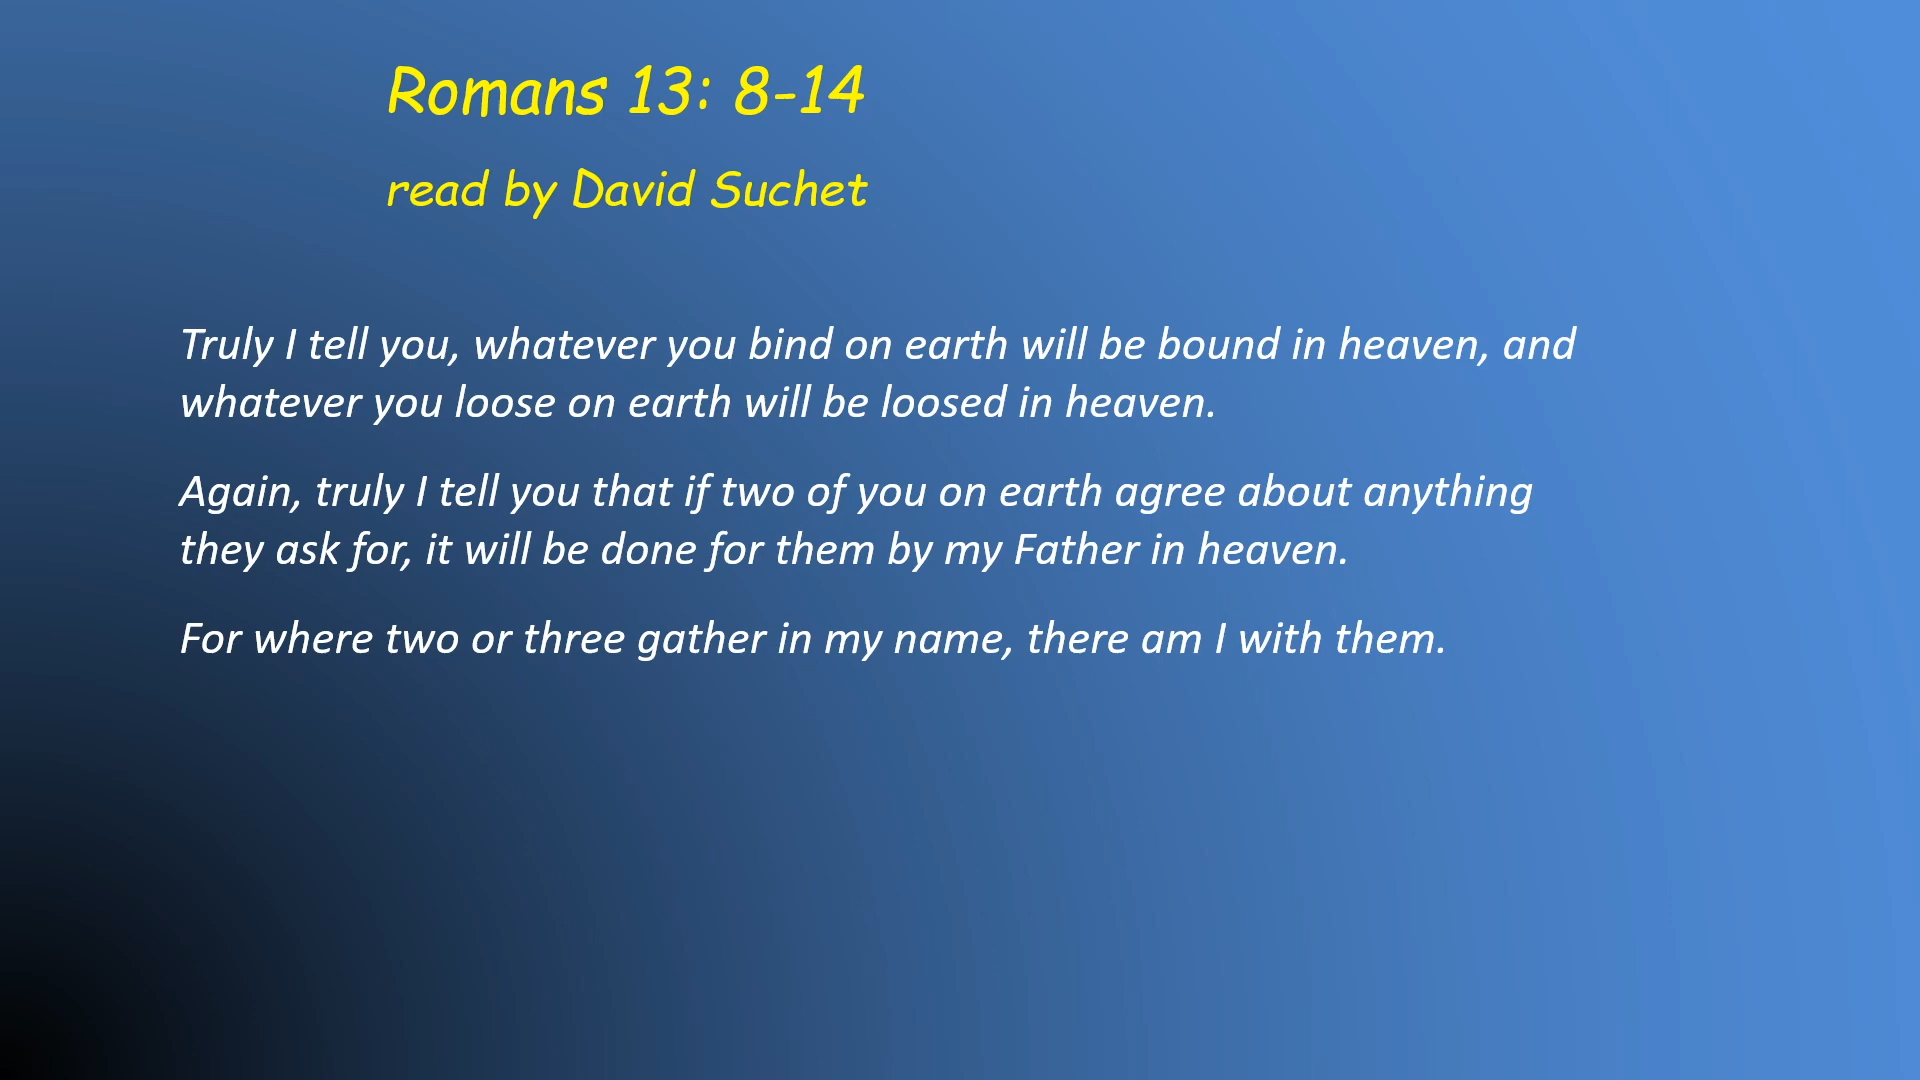 Romans 13: 8-14
read by David Suchet
Truly I tell you, whatever you bind on earth will be bound in heaven, and
whatever you loose on earth will be loosed in heaven.
Again, truly I tell you that if two of you on earth agree about anything
they ask for, it will be done for them by my Father in heaven.
For where two or three gather in my name, there am I with them.